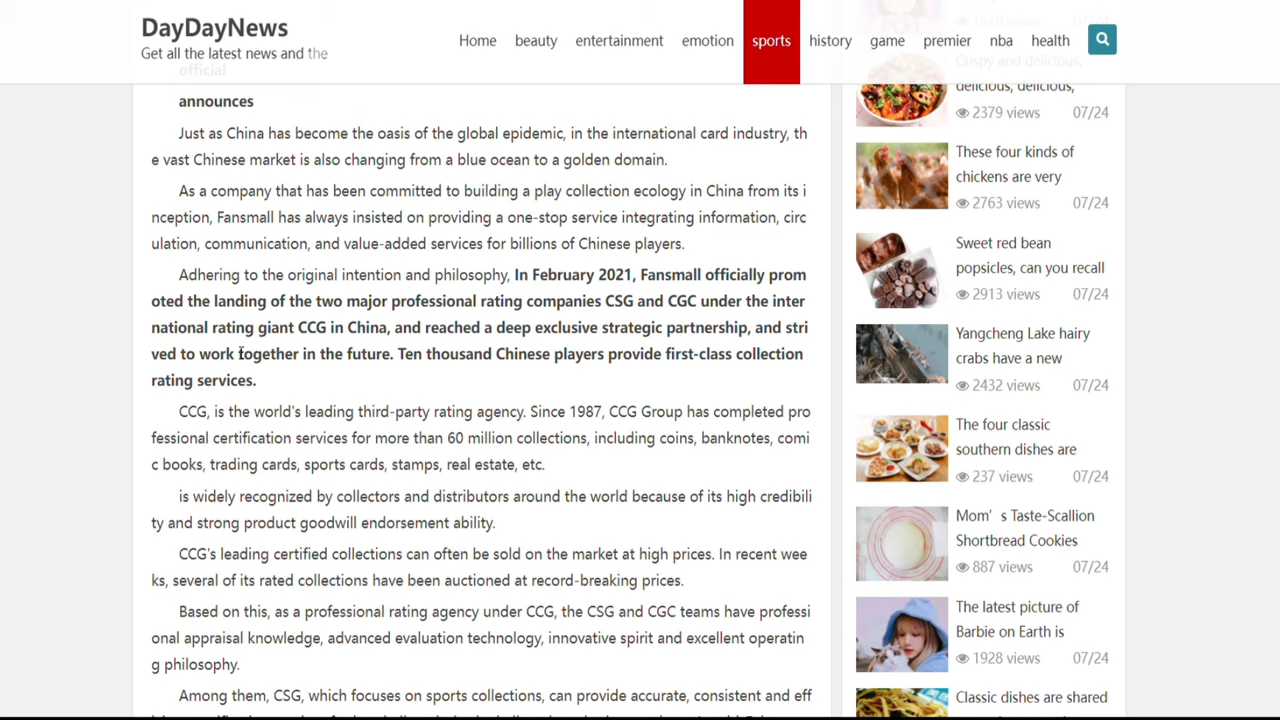 DayDayNews
Get all the latest news and the
Home beauty entertainment emotion sports history game premier nba health
official
announces
Just as China has become the oasis of the global epidemic, in the international card industry, th
e vast Chinese market is also changing from a blue ocean to a golden domain.
As a company that has been committed to building a play collection ecology in China from its i
nception, Fansmall has always insisted on providing a one-stop service integrating information, circ
ulation, communication, and value-added services for billions of Chinese players.
Adhering to the original intention and philosophy, In February 2021, Fansmall officially prom
oted the landing of the two major professional rating companies CSG and CGC under the inter
national rating giant CCG in China, and reached a deep exclusive strategic partnership, and stri
ved to work together in the future. Ten thousand Chinese players provide first-class collection
rating services.
CCG, is the world's leading third-party rating agency. Since 1987, CCG Group has completed pro
fessional certification services for more than 60 million collections, including coins, banknotes, comi
c books, trading cards, sports cards, stamps, real estate, etc.
is widely recognized by collectors and distributors around the world because of its high credibili
ty and strong product goodwill endorsement ability.
CCG's leading certified collections can often be sold on the market at high prices. In recent wee
ks, several of its rated collections have been auctioned at record-breaking prices.
Based on this, as a professional rating agency under CCG, the CSG and CGC teams have professi
onal appraisal knowledge, advanced evaluation technology, innovative spirit and excellent operatin
g philosophy.
Among them, CSG, which focuses on sports collections, can provide accurate, consistent and eff
1670 views 07/24
Crispy and delicious,
delicious, delicious,
2379 views 07/24
These four kinds of
chickens are very
2763 views 07/24
Sweet red bean
popsicles, can you recall
2913 views 07/24
Yangcheng Lake hairy
crabs have a new
2432 views 07/24
The four classic
southern dishes are
237 views 07/24
Mom's Taste-Scallion
Shortbread Cookies
887 views 07/24
The latest picture of
Barbie on Earth is
1928 views 07/24
Classic dishes are shared